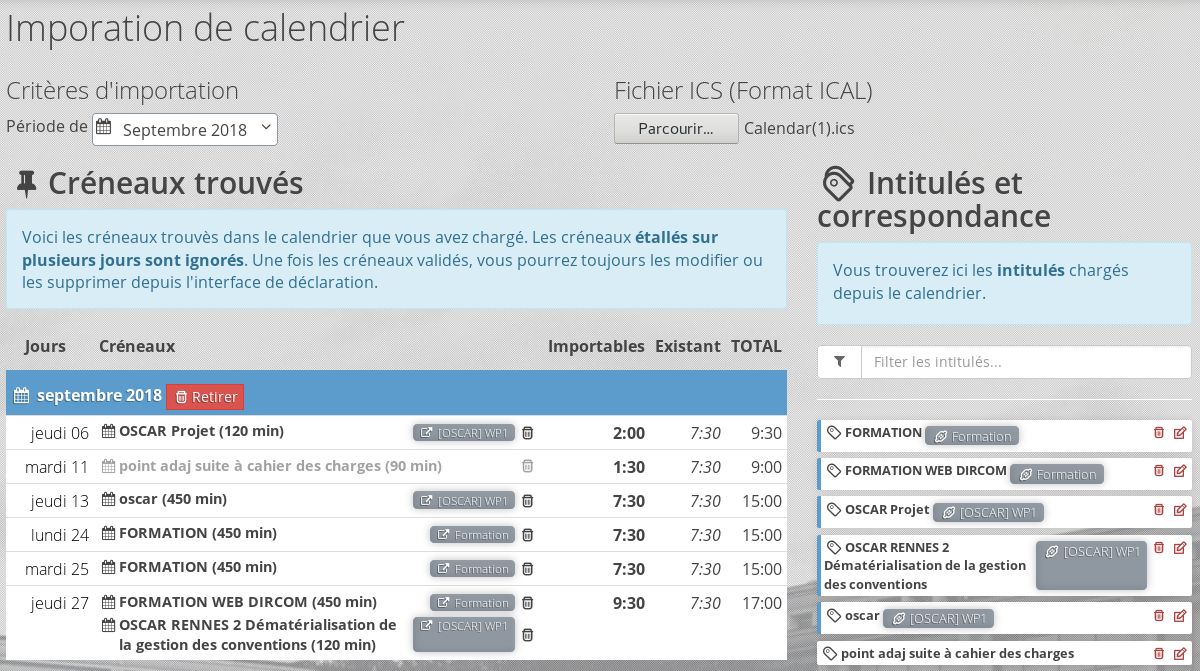 Imporation de calendrier
Critères d'importation
Période de Septembre 2018
Fichier ICS (Format ICAL)
Parcourir... Calendar(1).ics
Créneaux trouvés
Voici les créneaux trouvès dans le calendrier que vous avez chargé. Les créneaux étallés sur
plusieurs jours sont ignorés. Une fois les créneaux validés, vous pourrez toujours les modifier ou
les supprimer depuis l'interface de déclaration.
Jours Créneaux Importables Existant TOTAL
septembre 2018 Retirer
jeudi 06 OSCAR Projet (120 min) [OSCAR] WP1 2:00 7:30 9:30
mardi 11 point adaj suite à cahier des charges (90 min) 1:30 7:30 9:00
jeudi 13 oscar (450 min) [OSCAR] WP1 7:30 7:30 15:00
lundi 24 FORMATION (450 min) Formation 7:30 7:30 15:00
mardi 25 FORMATION (450 min) Formation 7:30 7:30 15:00
jeudi 27 FORMATION WEB DIRCOM (450 min) Formation 9:30 7:30 17:00
OSCAR RENNES 2 Dématérialisation de [OSCAR] WP1
la gestion des conventions (120 min)
Intitulés et
correspondance
Vous trouverez ici les intitulés chargés
depuis le calendrier.
Filter les intitulés...
FORMATION Formation
FORMATION WEB DIRCOM Formation
OSCAR Projet [OSCAR] WP1
OSCAR RENNES 2 [OSCAR] WP1
Dématérialisation de la gestion
des conventions
oscar [OSCAR] WP1
point adaj suite à cahier des charges